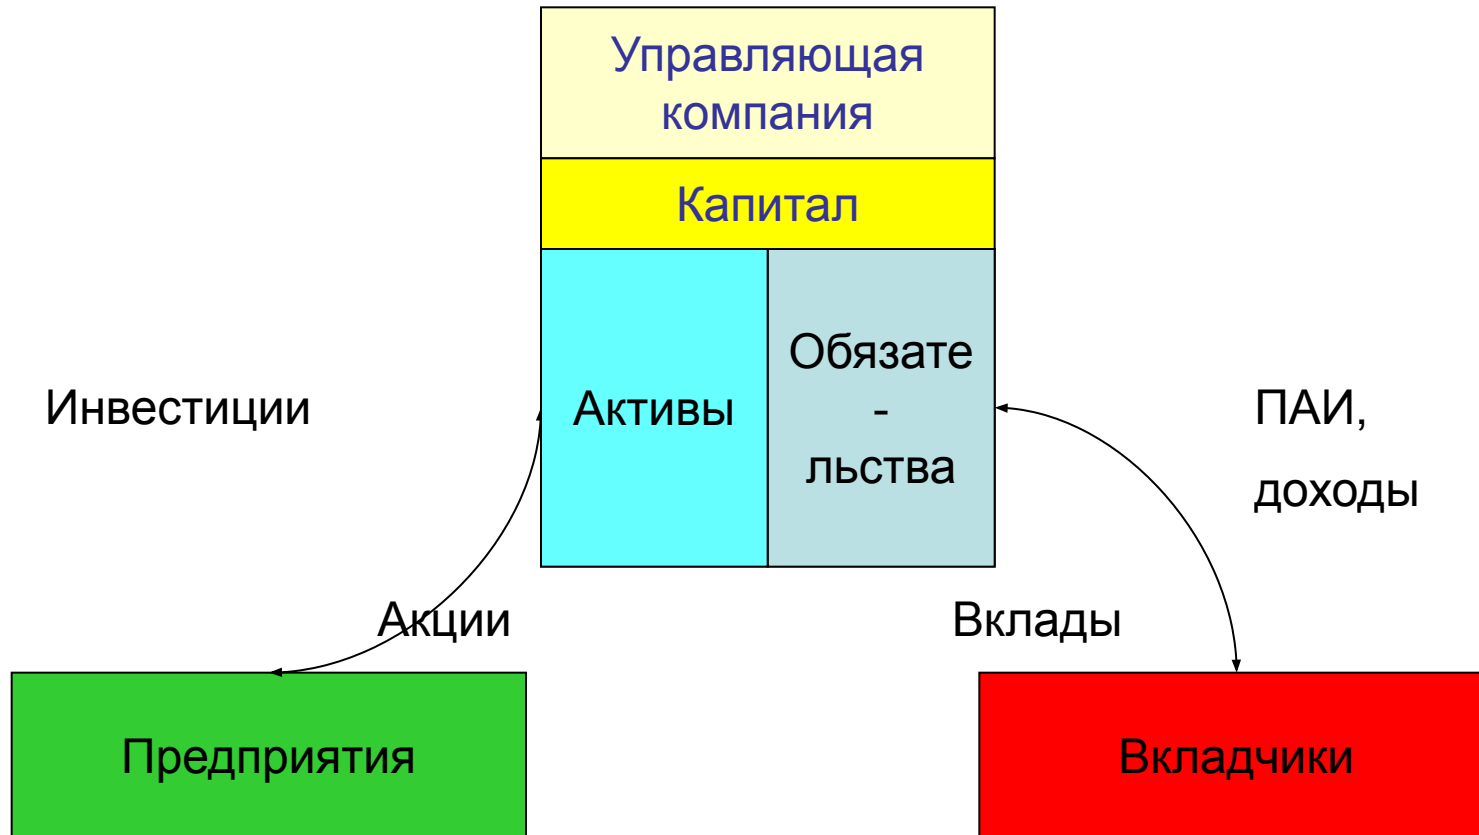 Управляющая
компания
Капитал
Активы
Обязате
-
льства
Инвестиции
ПАИ,
доходы
Акции
Вклады
Предприятия
Вкладчики